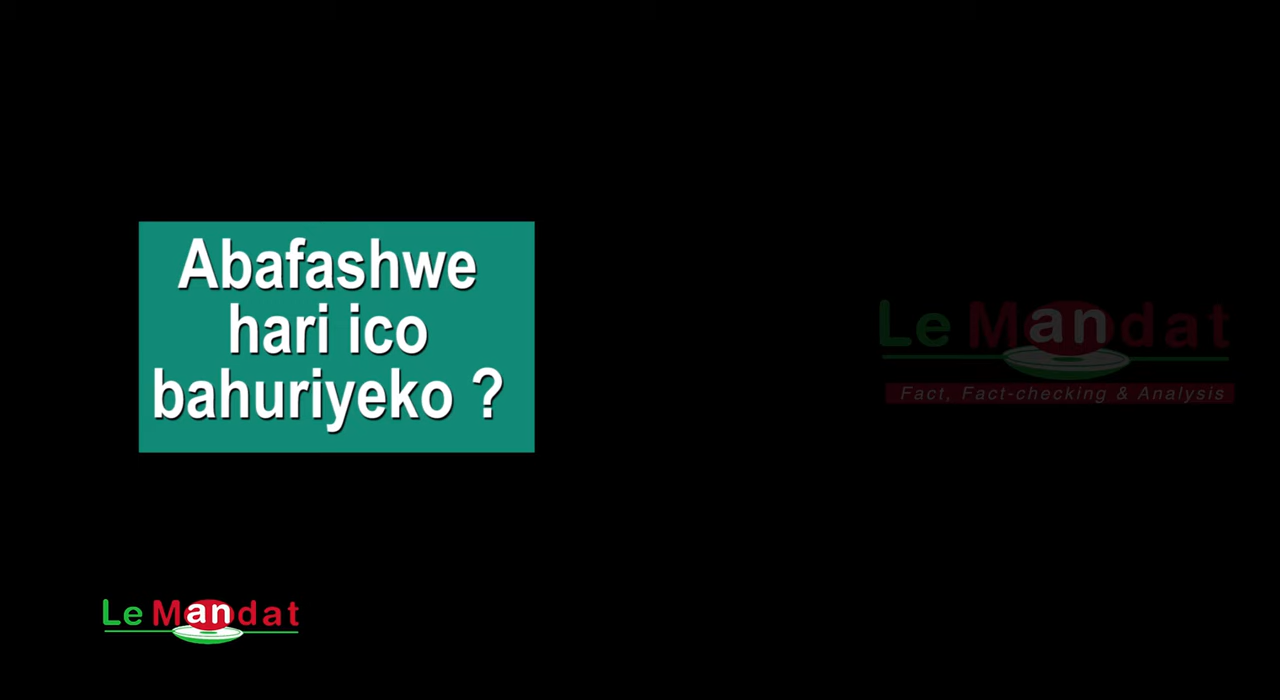 Abafashwe
hari ico
bahuriyeko ?
Le Mandat
Fact, Fact-checking & Analysis
Le Mandat